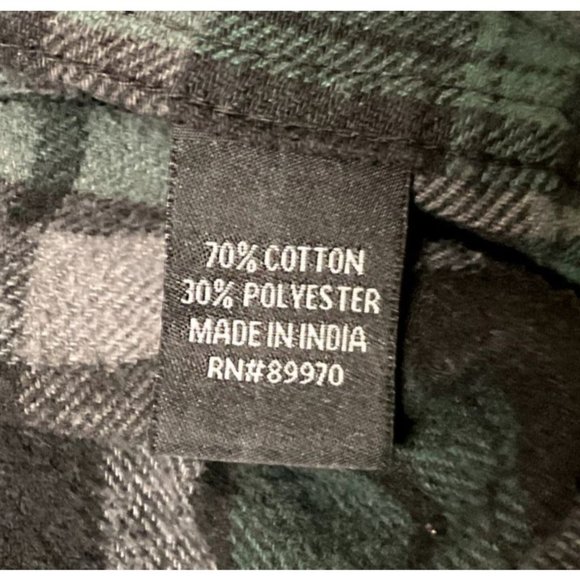 70% COTTON
30% POLYESTER
MADE IN INDIA
RN#89970